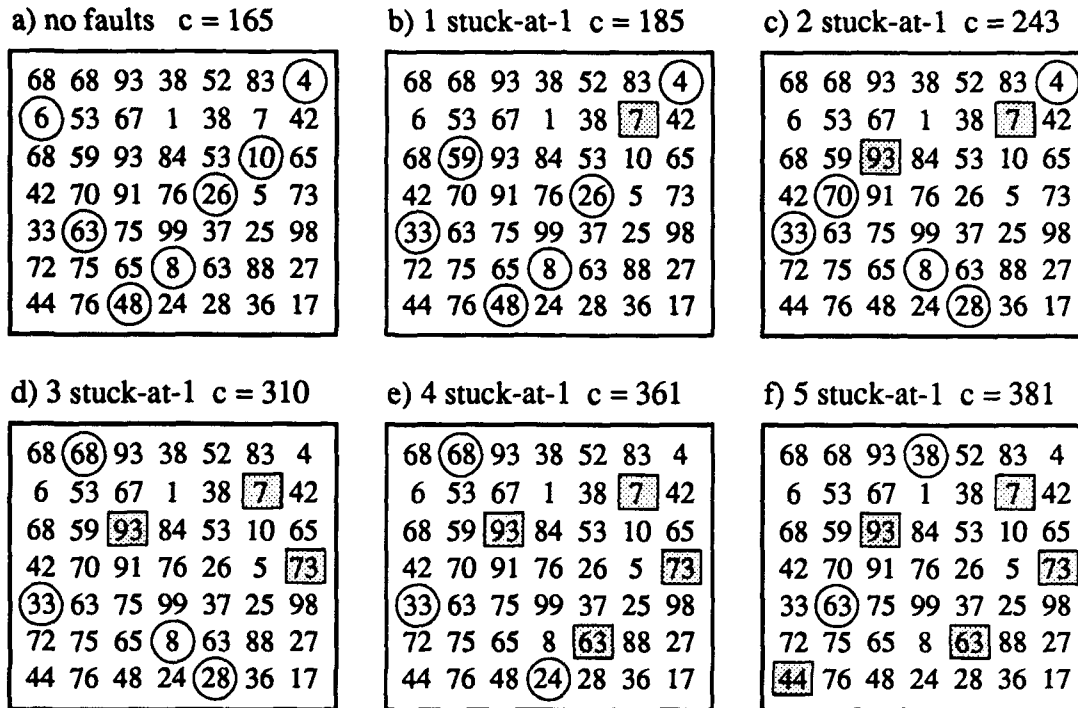 a) no faults c = 165
68 68 93 38 52 83 4
6 53 67 1 38 7 42
68 59 93 84 53 10 65
42 70 91 76 26 5 73
33 63 75 99 37 25 98
72 75 65 8 63 88 27
44 76 48 24 28 36 17
b) 1 stuck-at-1 c = 185
68 68 93 38 52 83 4
6 53 67 1 38 7 42
68 59 93 84 53 10 65
42 70 91 76 26 5 73
33 63 75 99 37 25 98
72 75 65 8 63 88 27
44 76 48 24 28 36 17
c) 2 stuck-at-1 c = 243
68 68 93 38 52 83 4
6 53 67 1 38 7 42
68 59 93 84 53 10 65
42 70 91 76 26 5 73
33 63 75 99 37 25 98
72 75 65 8 63 88 27
44 76 48 24 28 36 17
d) 3 stuck-at-1 c = 310
68 68 93 38 52 83 4
6 53 67 1 38 7 42
68 59 93 84 53 10 65
42 70 91 76 26 5 73
33 63 75 99 37 25 98
72 75 65 8 63 88 27
44 76 48 24 28 36 17
e) 4 stuck-at-1 c = 361
68 68 93 38 52 83 4
6 53 67 1 38 7 42
68 59 93 84 53 10 65
42 70 91 76 26 5 73
33 63 75 99 37 25 98
72 75 65 8 63 88 27
44 76 48 24 28 36 17
f) 5 stuck-at-1 c = 381
68 68 93 38 52 83 4
6 53 67 1 38 7 42
68 59 93 84 53 10 65
42 70 91 76 26 5 73
33 63 75 99 37 25 98
72 75 65 8 63 88 27
44 76 48 24 28 36 17